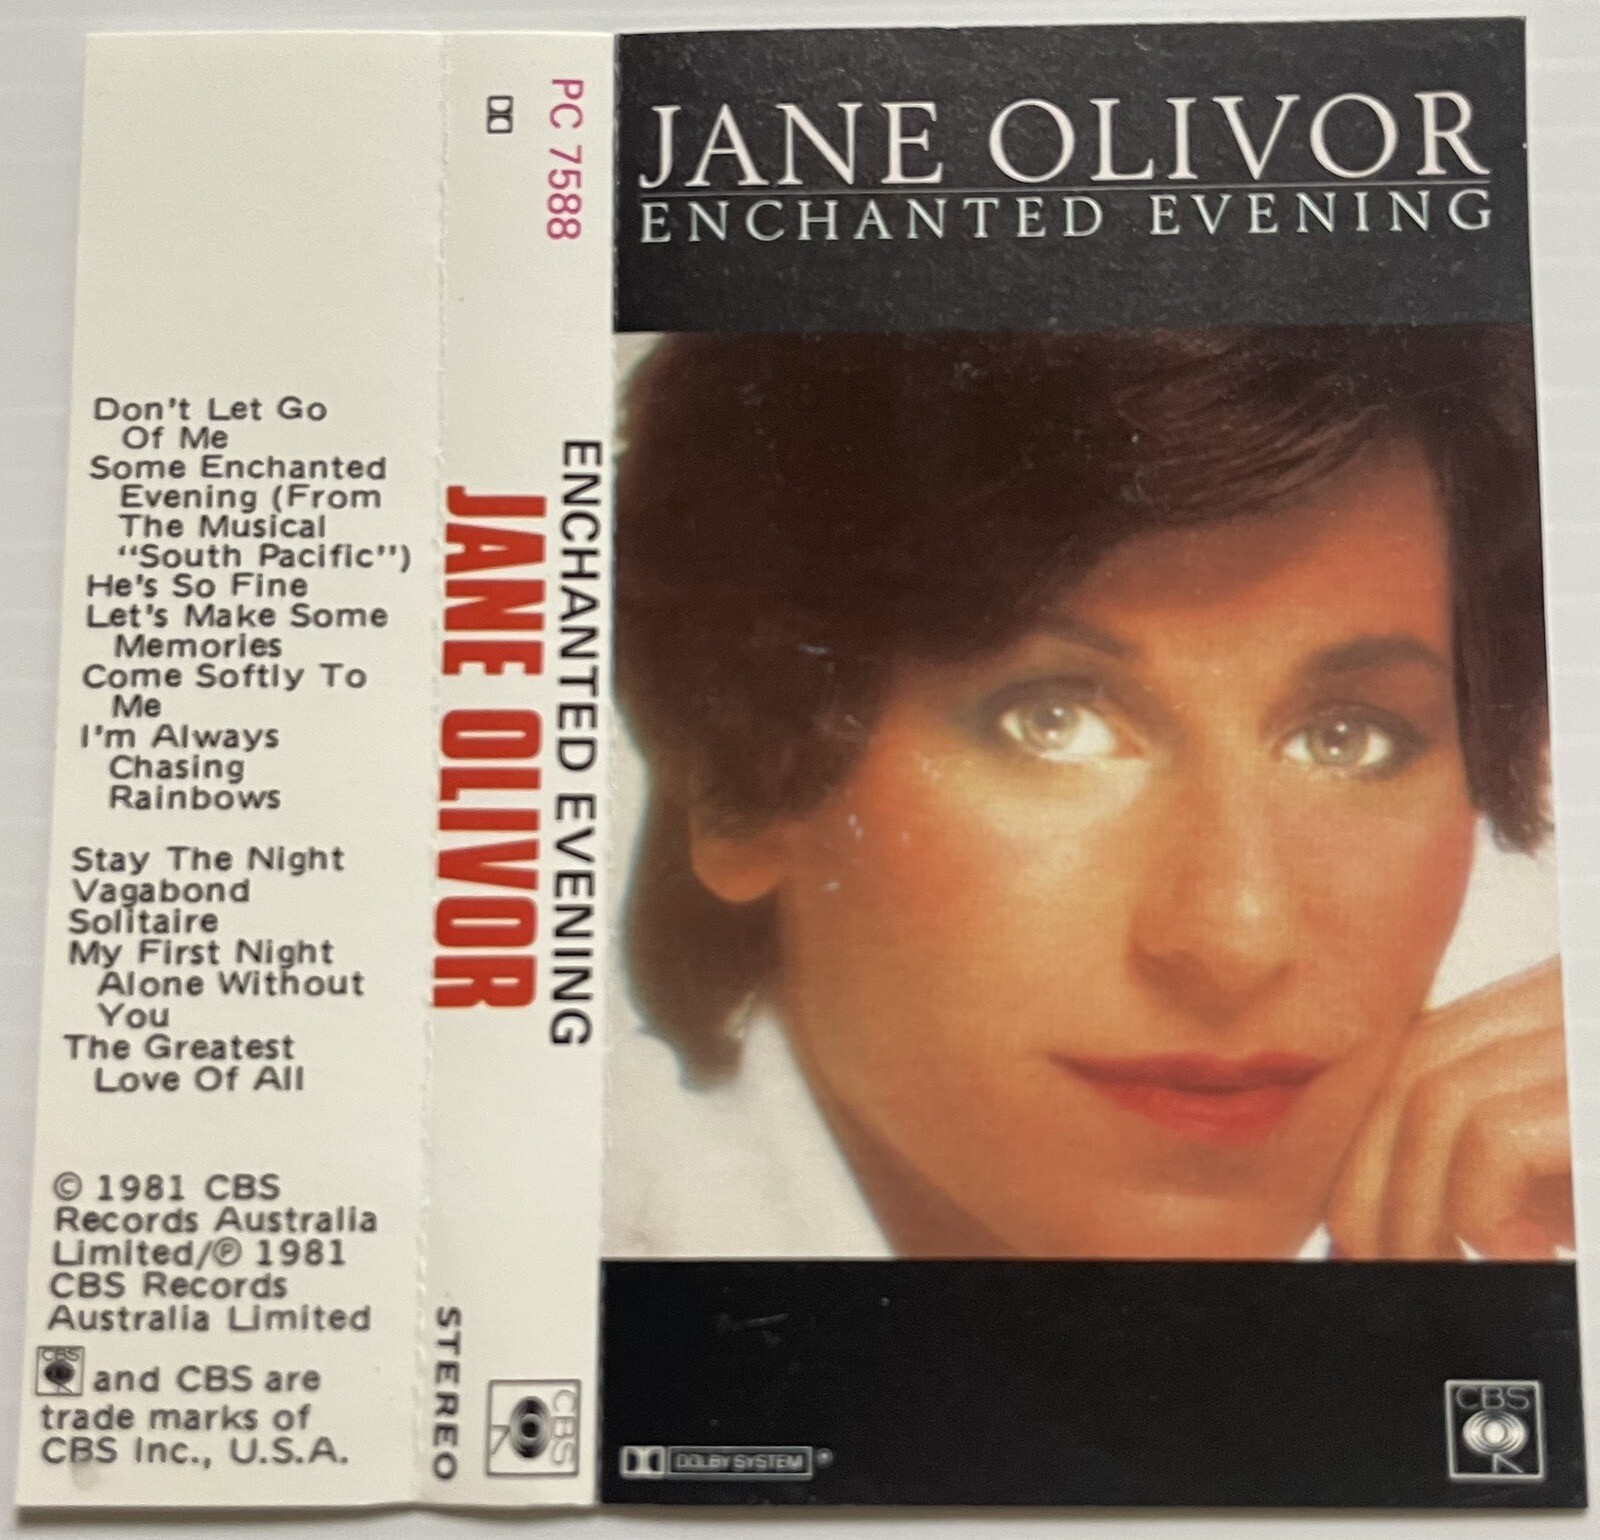 Don't Let Go
Of Me
Some Enchanted
Evening (From
The Musical
“South Pacific”)
He's So Fine
Let's Make Some
Memories
Come Softly To
Me
I'm Always
Chasing
Rainbows
Stay The Night
Vagabond
Solitaire
My First Night
Alone Without
You
The Greatest
Love Of All
© 1981 CBS
Records Australia
Limited/℗ 1981
CBS Records
Australia Limited
CBS and CBS are
trade marks of
CBS Inc., U.S.A.
PC 7588
ENCHANTED EVENING
JANE OLIVOR
STEREO
CBS
70
JANE OLIVOR
ENCHANTED EVENING
DOLBY SYSTEM
CBS